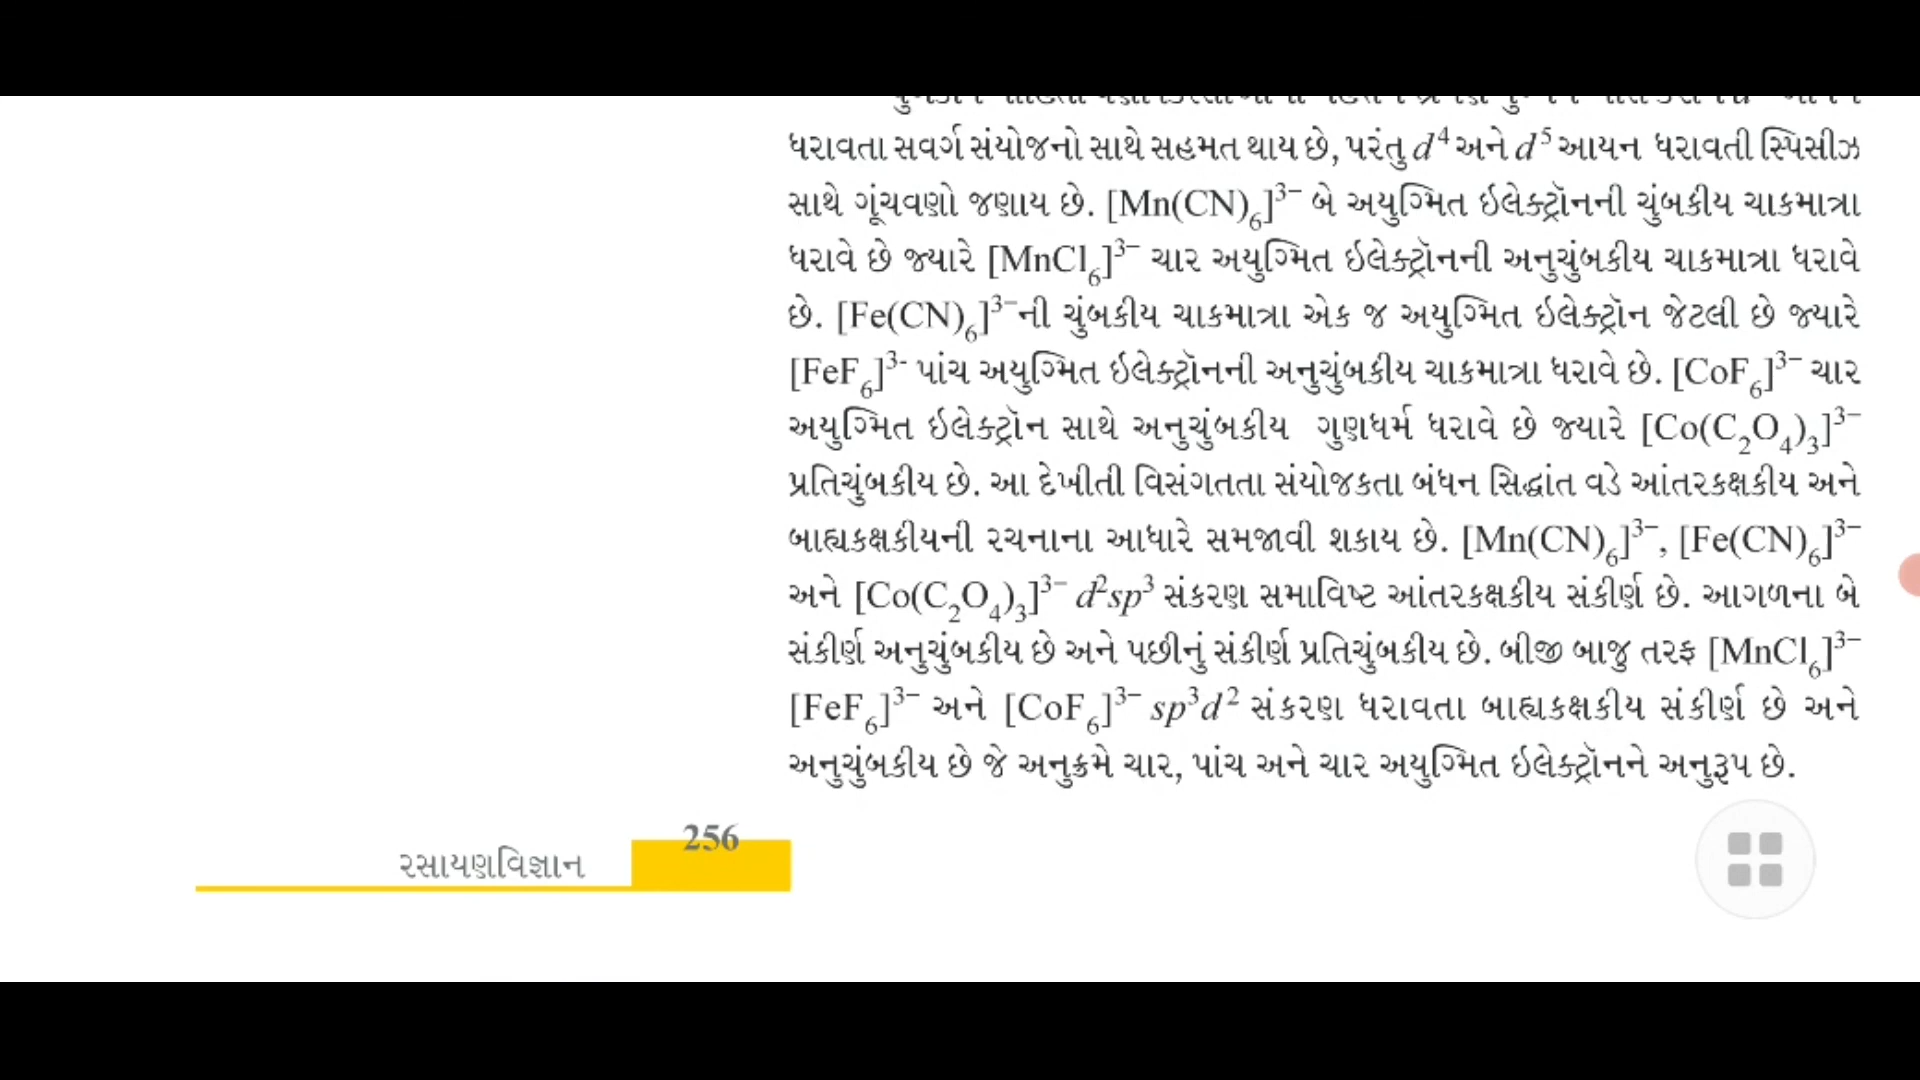 ધરાવતા સવર્ગ સંયોજનો સાથે સહમત થાય છે, પરંતુ d⁴ અને d⁵ આયન ધરાવતી સ્પિસીઝ
સાથે ગૂંચવણો જણાય છે. [Mn(CN)₆]³⁻ બે અયુગ્મિત ઇલેક્ટ્રૉનની ચુંબકીય ચાકમાત્રા
ધરાવે છે જ્યારે [MnCl₆]³⁻ ચાર અયુગ્મિત ઇલેક્ટ્રૉનની અનુચુંબકીય ચાકમાત્રા ધરાવે
છે. [Fe(CN)₆]³⁻ની ચુંબકીય ચાકમાત્રા એક જ અયુગ્મિત ઇલેક્ટ્રૉન જેટલી છે જ્યારે
[FeF₆]³⁻ પાંચ અયુગ્મિત ઇલેક્ટ્રૉનની અનુચુંબકીય ચાકમાત્રા ધરાવે છે. [CoF₆]³⁻ ચાર
અયુગ્મિત ઇલેક્ટ્રૉન સાથે અનુચુંબકીય ગુણધર્મ ધરાવે છે જ્યારે [Co(C₂O₄)₃]³⁻
પ્રતિચુંબકીય છે. આ દેખીતી વિસંગતતા સંયોજકતા બંધન સિદ્ધાંત વડે આંતરકક્ષકીય અને
બાહ્યકક્ષકીયની રચનાના આધારે સમજાવી શકાય છે. [Mn(CN)₆]³⁻, [Fe(CN)₆]³⁻
અને [Co(C₂O₄)₃]³⁻ d²sp³ સંકરણ સમાવિષ્ટ આંતરકક્ષકીય સંકીર્ણ છે. આગળના બે
સંકીર્ણ અનુચુંબકીય છે અને પછીનું સંકીર્ણ પ્રતિચુંબકીય છે. બીજી બાજુ તરફ [MnCl₆]³⁻
[FeF₆]³⁻ અને [CoF₆]³⁻ sp³d² સંકરણ ધરાવતા બાહ્યકક્ષકીય સંકીર્ણ છે અને
અનુચુંબકીય છે જે અનુક્રમે ચાર, પાંચ અને ચાર અયુગ્મિત ઇલેક્ટ્રૉનને અનુરૂપ છે.
રસાયણવિજ્ઞાન 256